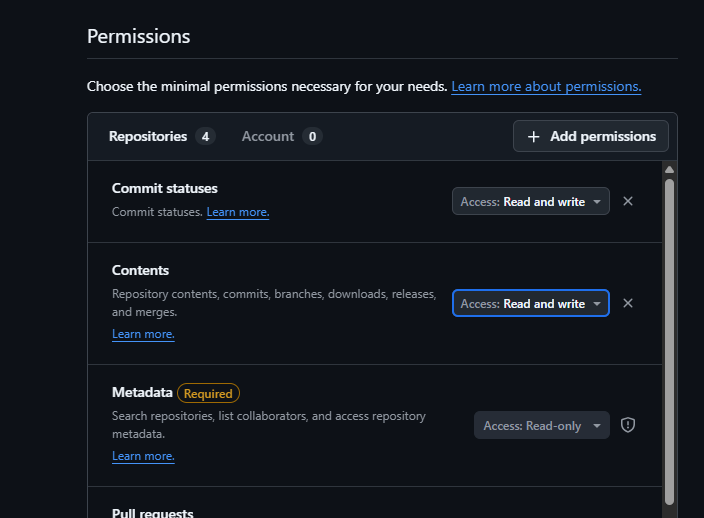 Permissions
Choose the minimal permissions necessary for your needs. Learn more about permissions.
Repositories 4 Account 0 + Add permissions
Commit statuses
Commit statuses. Learn more.
Access: Read and write
Contents
Repository contents, commits, branches, downloads, releases,
and merges.
Learn more.
Access: Read and write
Metadata Required
Search repositories, list collaborators, and access repository
metadata.
Learn more.
Access: Read-only
Pull requests